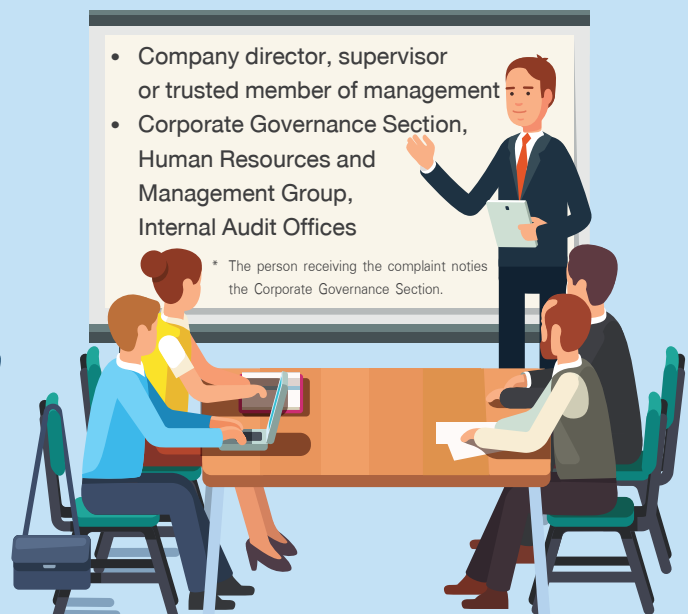 • Company director, supervisor
or trusted member of management
• Corporate Governance Section,
Human Resources and
Management Group,
Internal Audit Offices
* The person receiving the complaint noties
the Corporate Governance Section.